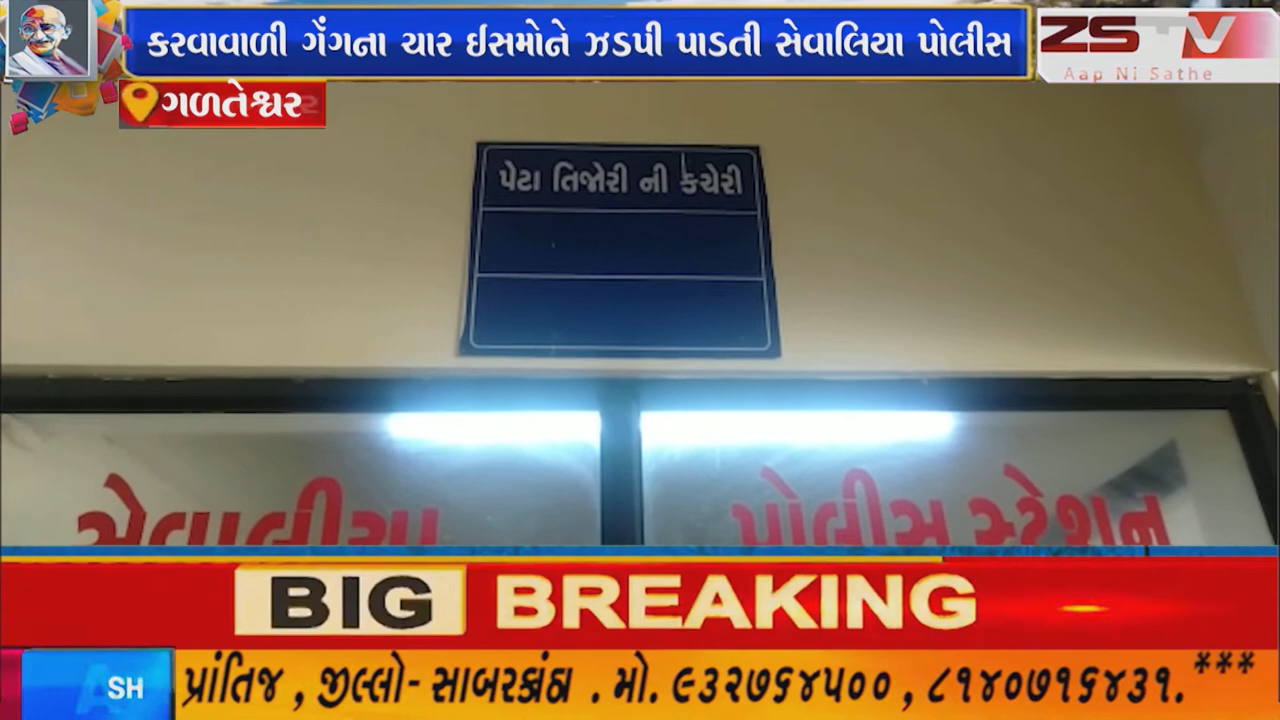 કરવાવાળી ગેંગના ચાર ઈસમોને ઝડપી પાડતી સેવાલિયા પોલીસ
ZSTV
Aap Ni Sathe
ગળતેશ્વર
પેટા તિજોરી ની કચેરી
સેવાલીયા પોલીસ સ્ટેશન
BIG BREAKING
SH પ્રાંતિજ , જીલ્લો- સાબરકાંઠા . મો. ૯૩૨૭૬૪૫૦૦ , ૮૧૪૦૭૧૬૪૩૧. ***